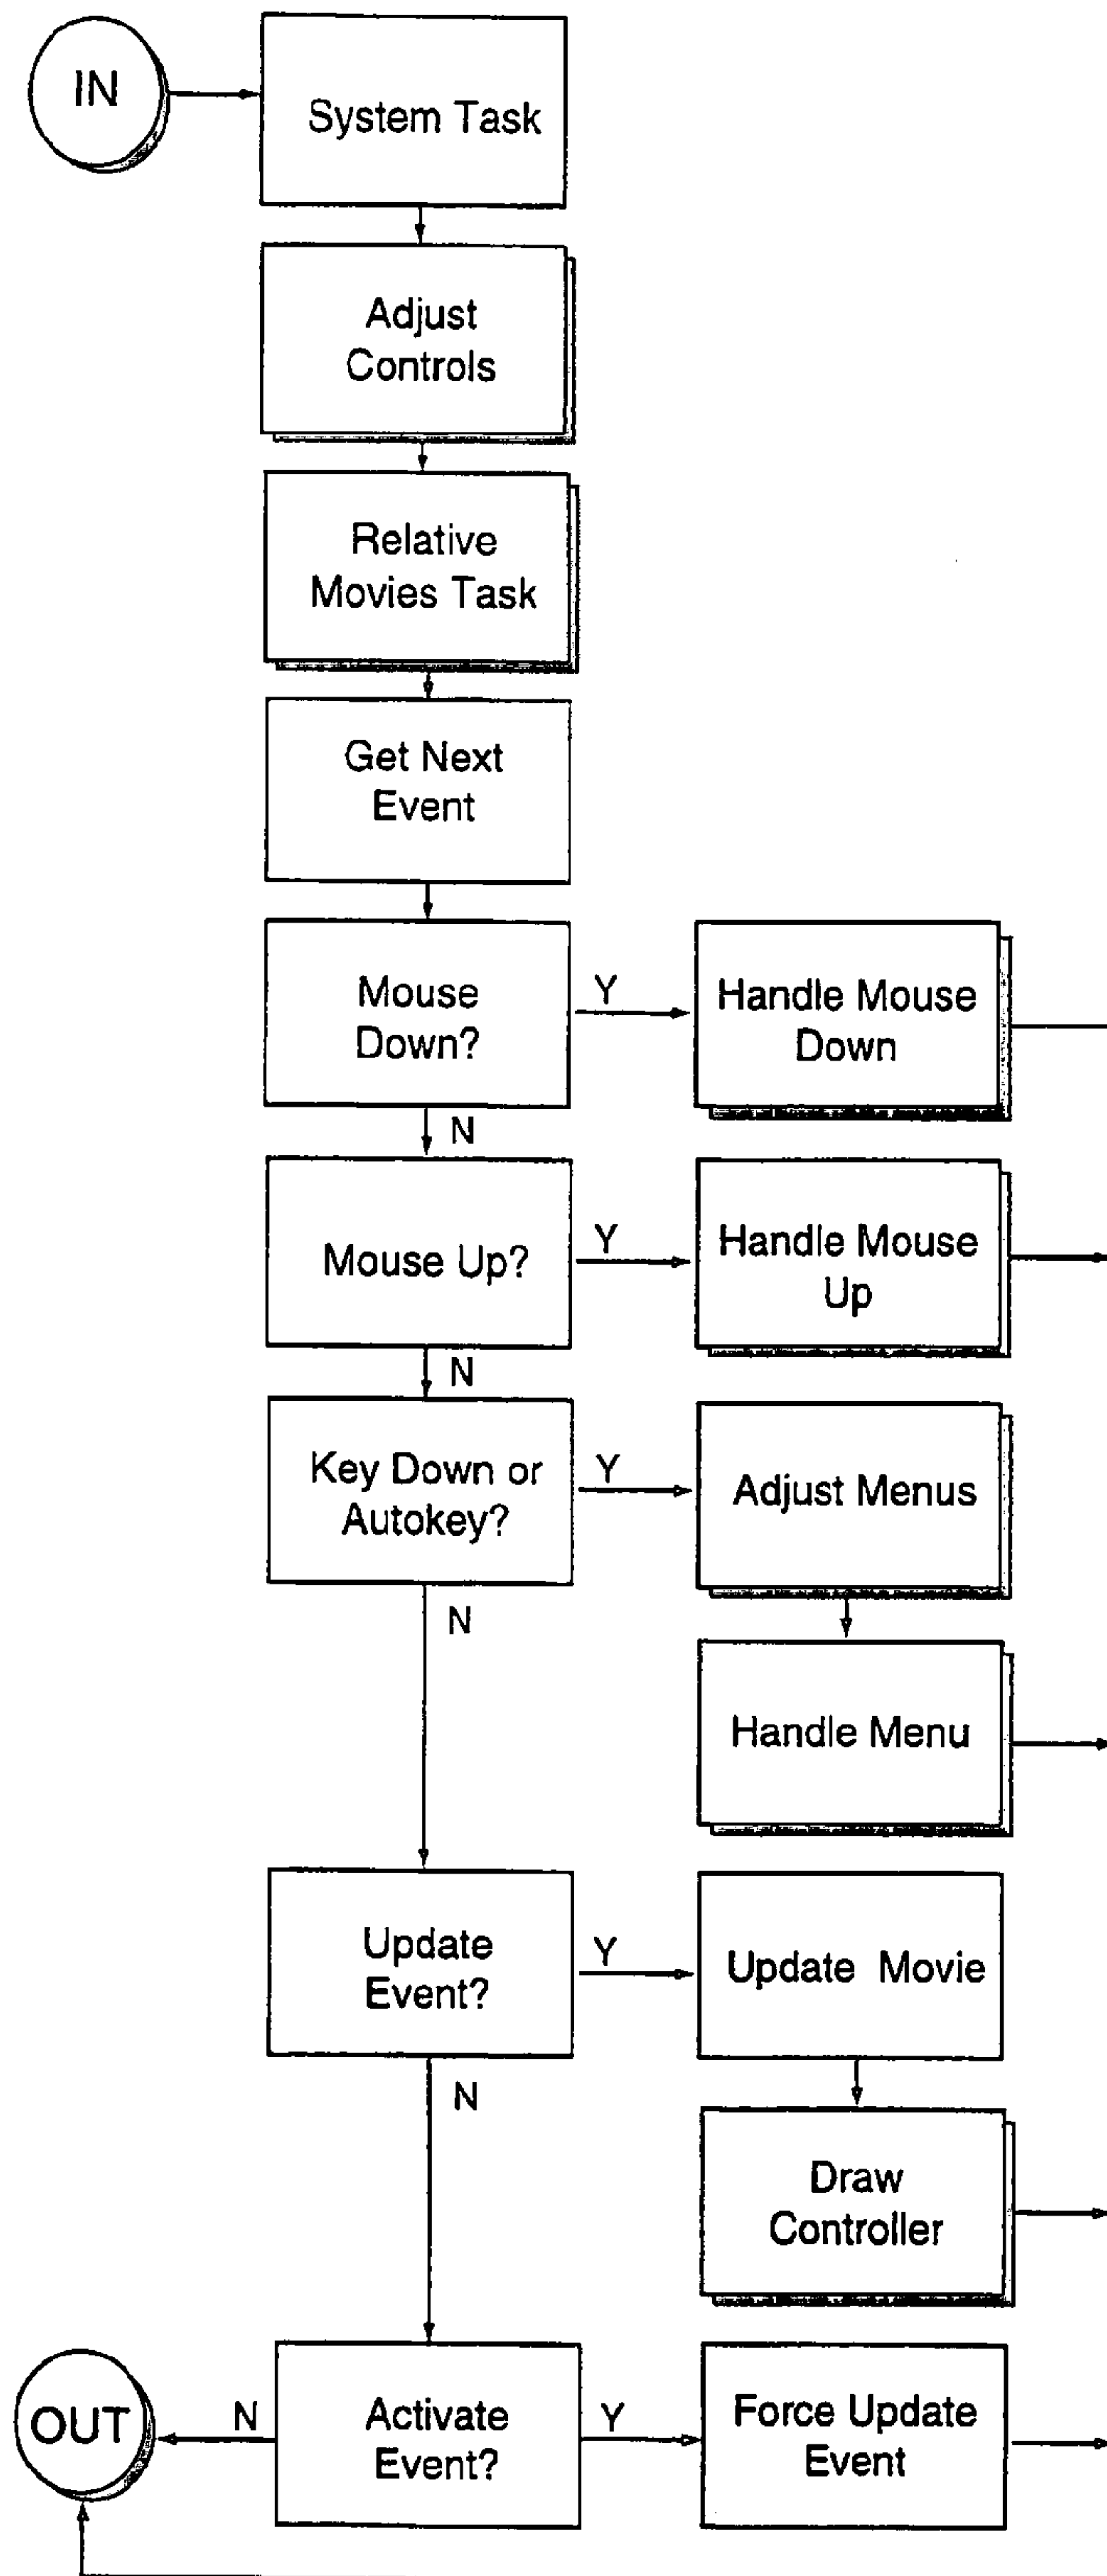 IN
System Task
Adjust
Controls
Relative
Movies Task
Get Next
Event
Mouse
Down?
Y
Handle Mouse
Down
N
Mouse Up?
Y
Handle Mouse
Up
N
Key Down or
Autokey?
Y
Adjust Menus
N
Handle Menu
Update
Event?
Y
Update Movie
N
Draw
Controller
OUT
N
Activate
Event?
Y
Force Update
Event